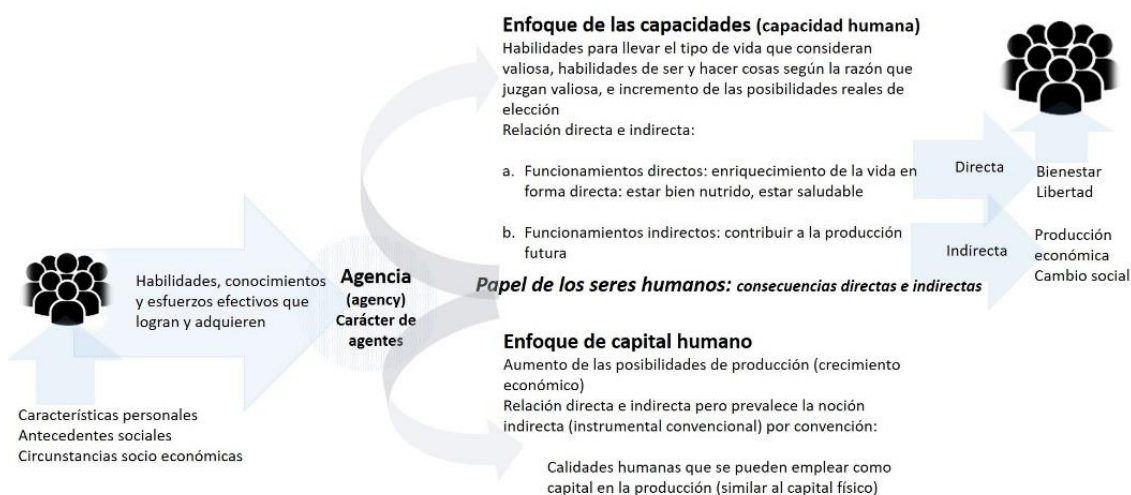 Enfoque de las capacidades (capacidad humana)
Habilidades para llevar el tipo de vida que consideran
valiosa, habilidades de ser y hacer cosas según la razón que
juzgan valiosa, e incremento de las posibilidades reales de
elección
Relación directa e indirecta:
a. Funcionamientos directos: enriquecimiento de la vida en
forma directa: estar bien nutrido, estar saludable
b. Funcionamientos indirectos: contribuir a la producción
futura
Directa
Bienestar
Libertad
Indirecta
Producción
económica
Cambio social
Habilidades, conocimientos
y esfuerzos efectivos que
logran y adquieren
Agencia
(agency)
Carácter de
agentes
Papel de los seres humanos: consecuencias directas e indirectas
Características personales
Antecedentes sociales
Circunstancias socio económicas
Enfoque de capital humano
Aumento de las posibilidades de producción (crecimiento
económico)
Relación directa e indirecta pero prevalece la noción
indirecta (instrumental convencional) por convención:
Calidades humanas que se pueden emplear como
capital en la producción (similar al capital físico)